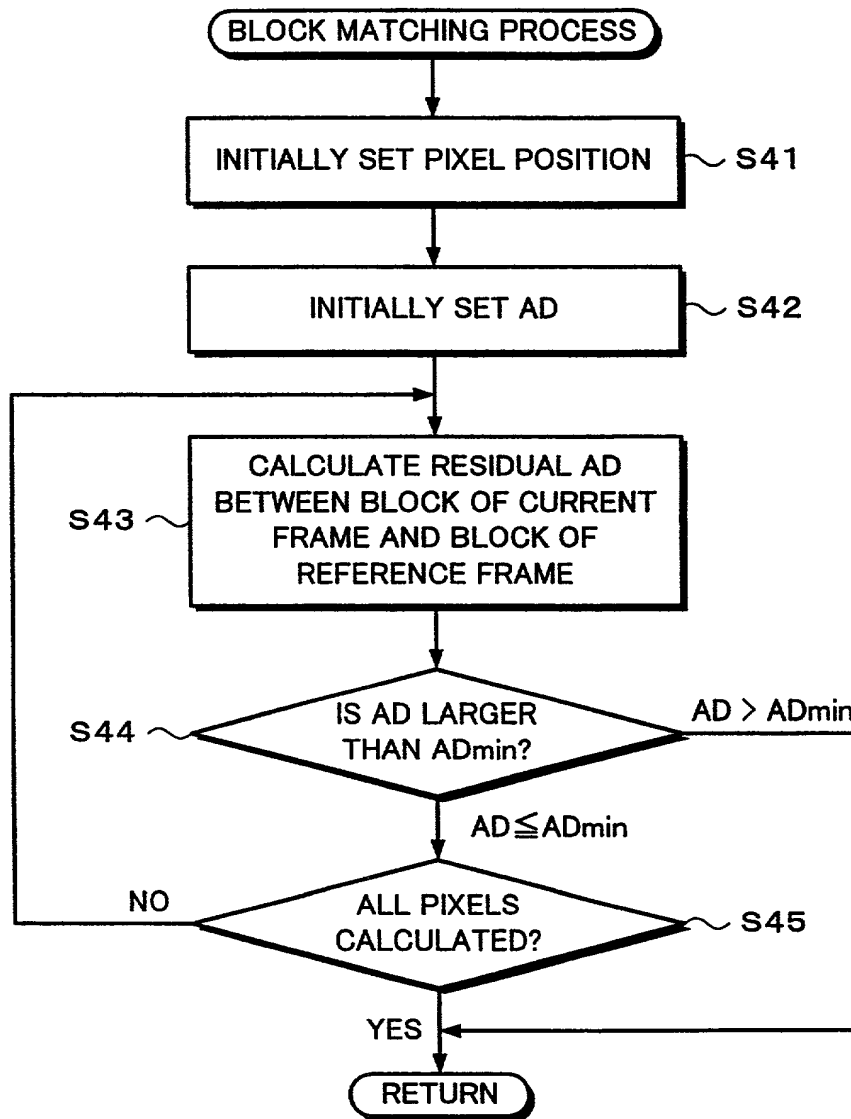 BLOCK MATCHING PROCESS
INITIALLY SET PIXEL POSITION
S41
INITIALLY SET AD
S42
CALCULATE RESIDUAL AD
BETWEEN BLOCK OF CURRENT
FRAME AND BLOCK OF
REFERENCE FRAME
S43
IS AD LARGER
THAN ADmin?
S44
AD > ADmin
AD≦ADmin
NO
ALL PIXELS
CALCULATED?
S45
YES
RETURN